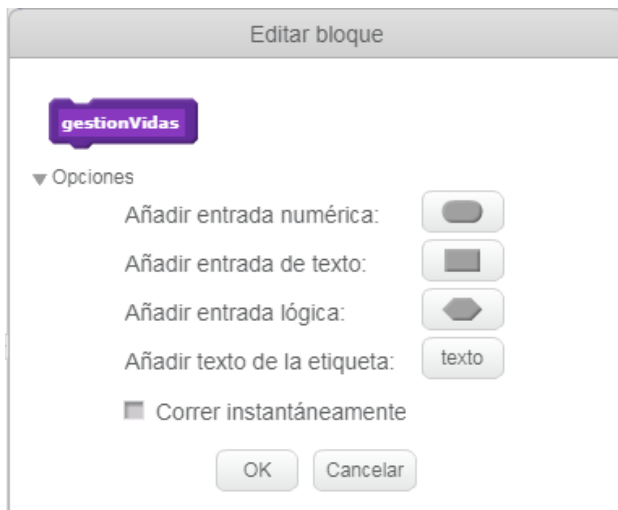 Editar bloque
gestionVidas
Opciones
Añadir entrada numérica:
Añadir entrada de texto:
Añadir entrada lógica:
Añadir texto de la etiqueta: texto
Correr instantáneamente
OK Cancelar